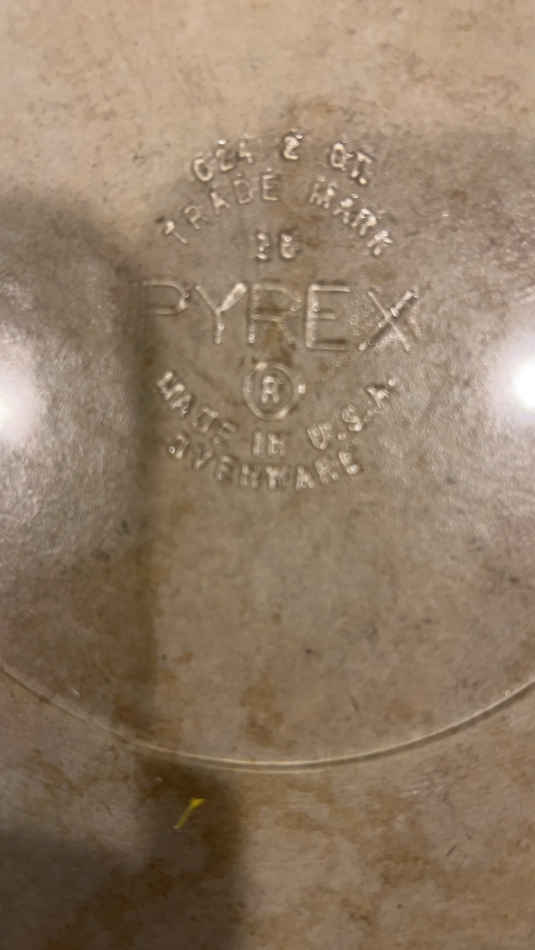 024 2 QT.
TRADE MARK
PYREX
®
MADE IN U.S.A.
OVENWARE